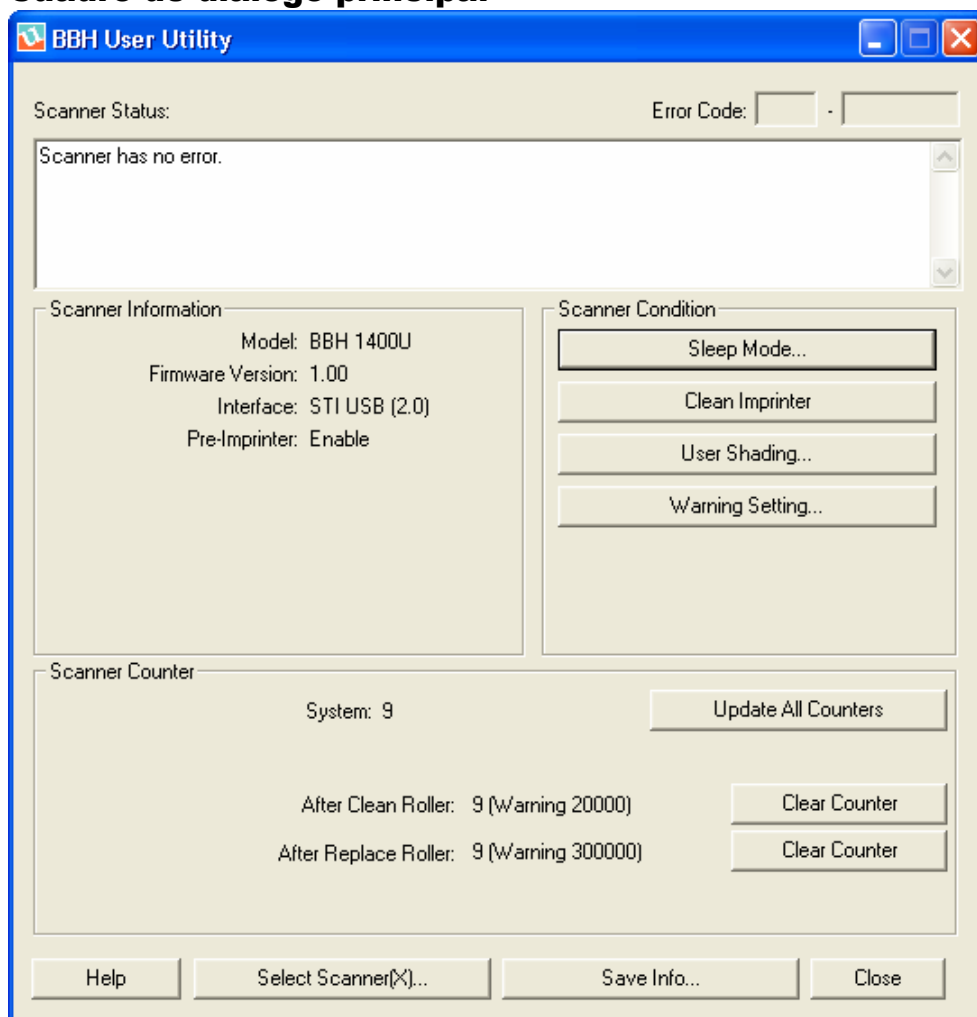 Cuadro de diálogo principal
BBH User Utility
Scanner Status:
Error Code: -
Scanner has no error.
Scanner Information
Model: BBH 1400U
Firmware Version: 1.00
Interface: STI USB (2.0)
Pre-Imprinter: Enable
Scanner Condition
Sleep Mode...
Clean Imprinter
User Shading...
Warning Setting...
Scanner Counter
System: 9
Update All Counters
After Clean Roller: 9 (Warning 20000)
Clear Counter
After Replace Roller: 9 (Warning 300000)
Clear Counter
Help
Select Scanner(X)...
Save Info...
Close